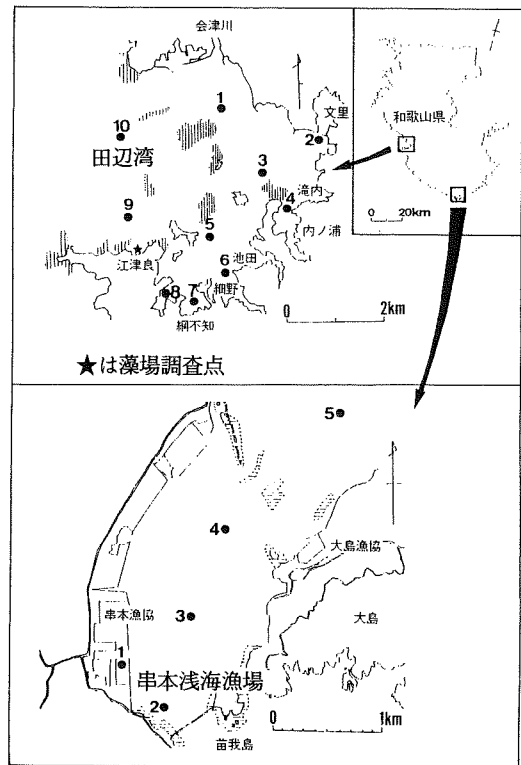 会津川
1
文里
10
2
田辺湾
3
滝内
4
9
内ノ浦
5
江津良
池田
6
細野
8
7
綱不知
0
2km
★は藻場調査点
和歌山県
0 20km
5
4
大島漁協
串本漁協
3
大島
1
串本浅海漁場
2
苗我島
0
1km